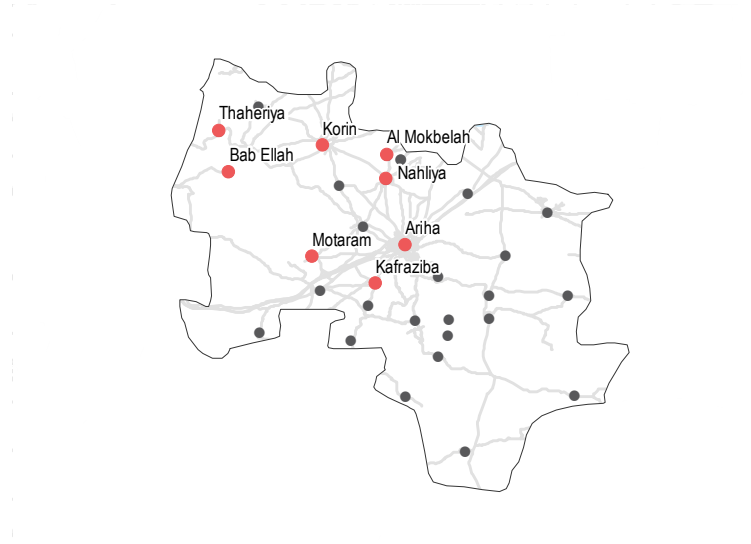 Thaheriya
Korin
Al Mokbelah
Bab Ellah
Nahliya
Ariha
Motaram
Kafraziba